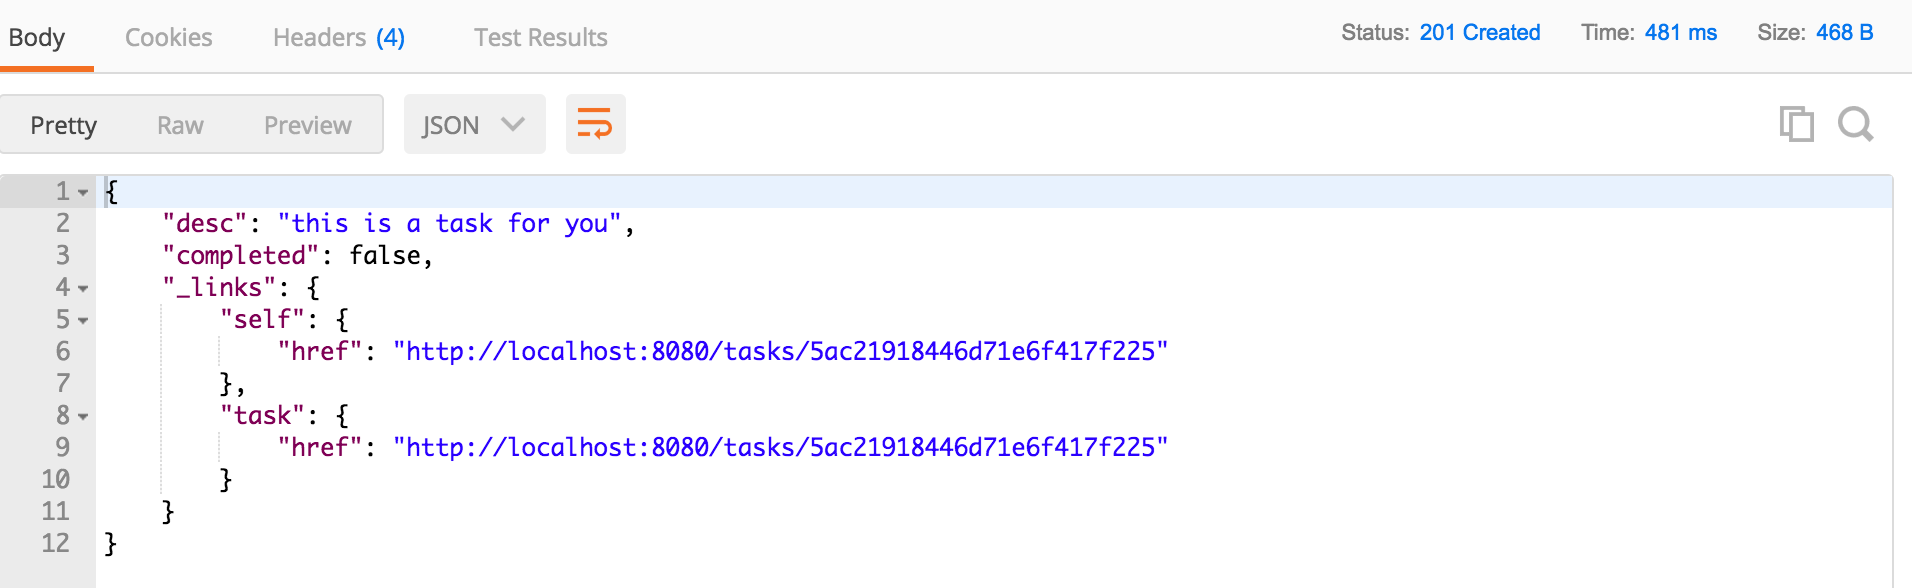 Body Cookies Headers (4) Test Results Status: 201 Created Time: 481 ms Size: 468 B
Pretty Raw Preview JSON
1 {
2     "desc": "this is a task for you",
3     "completed": false,
4     "_links": {
5         "self": {
6             "href": "http://localhost:8080/tasks/5ac21918446d71e6f417f225"
7         },
8         "task": {
9             "href": "http://localhost:8080/tasks/5ac21918446d71e6f417f225"
10         }
11     }
12 }